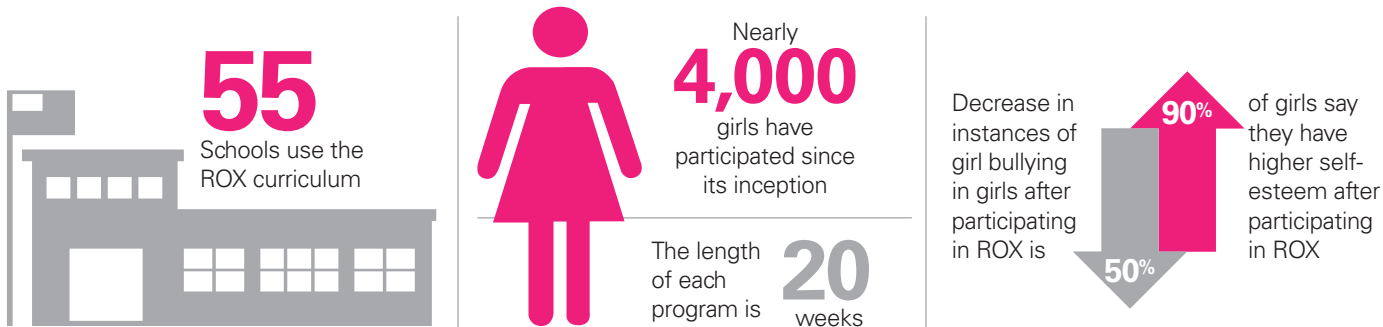 55
Schools use the
ROX curriculum
Nearly
4,000
girls have
participated since
its inception
The length
of each
program is
20
weeks
Decrease in
instances of
girl bullying
in girls after
participating
in ROX is
50%
90%
of girls say
they have
higher self-
esteem after
participating
in ROX